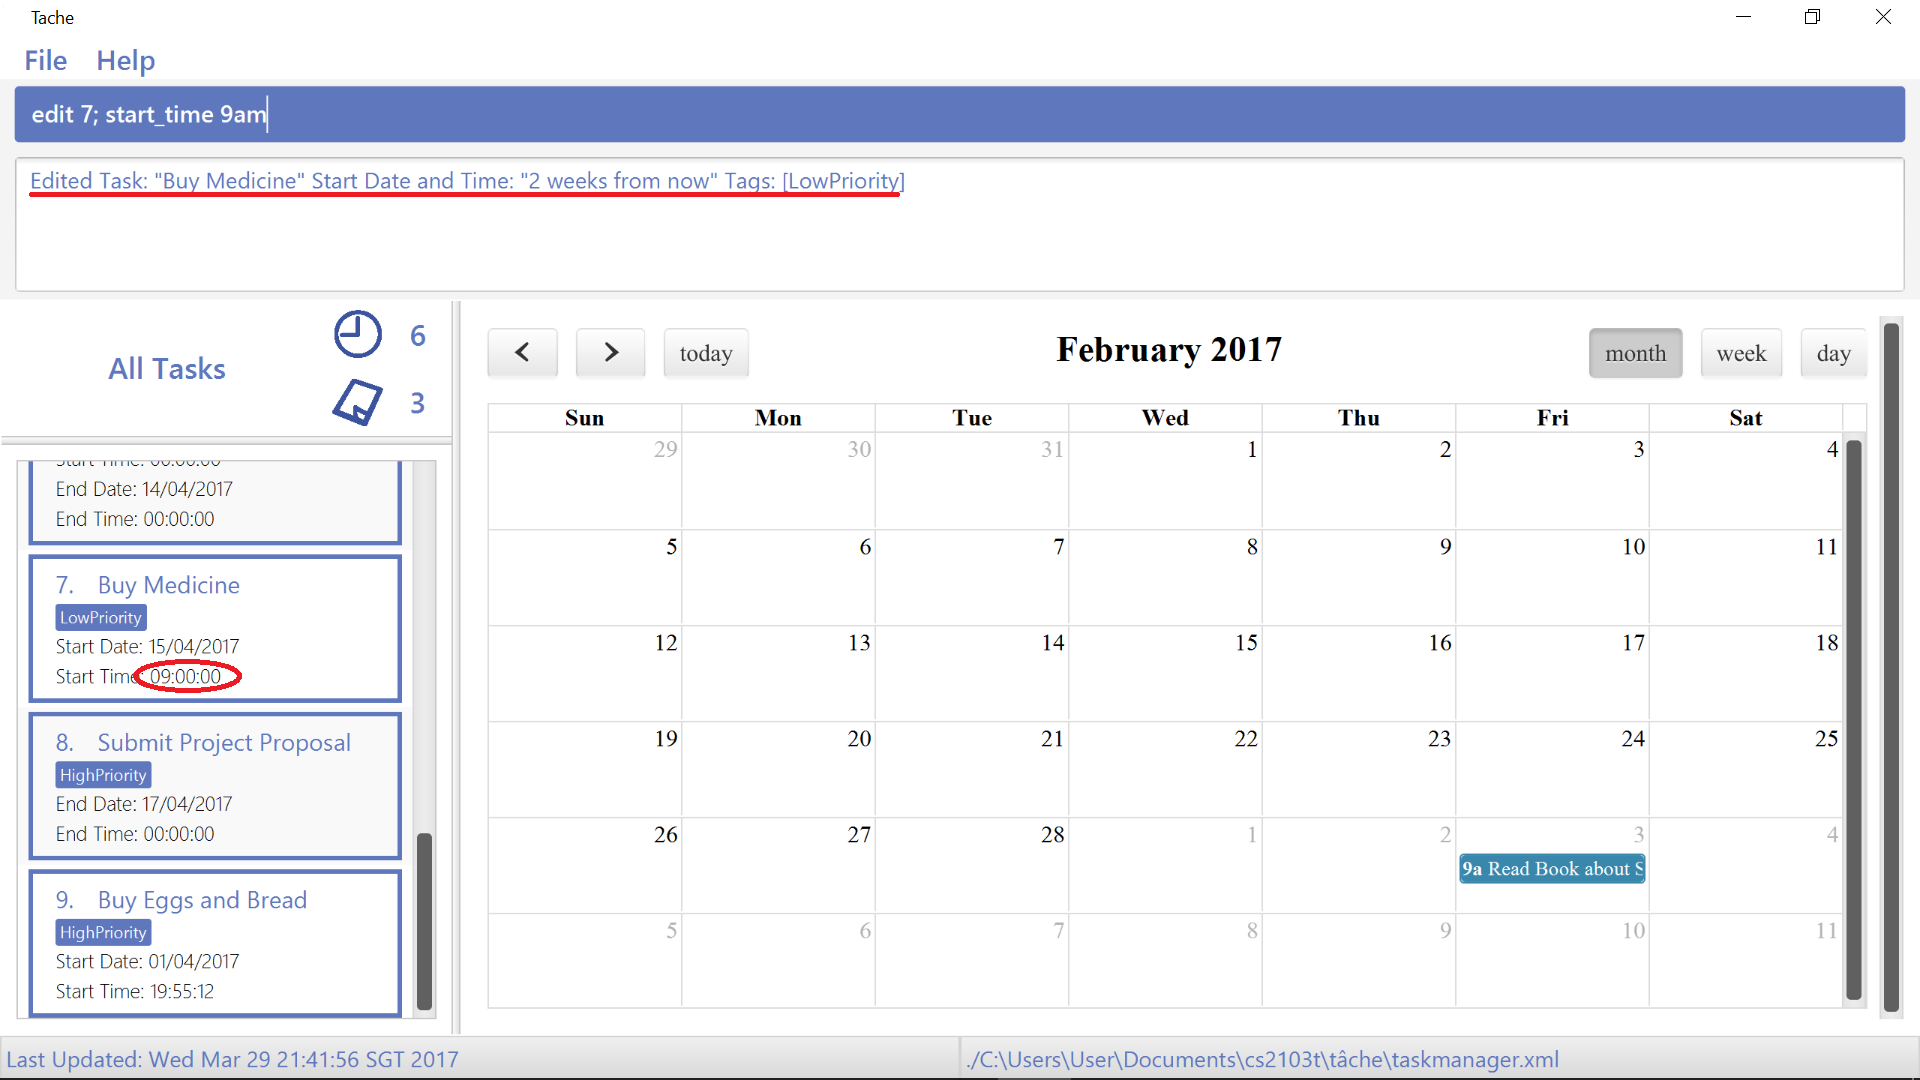 Tache
File Help
edit 7; start_time 9am
Edited Task: "Buy Medicine" Start Date and Time: "2 weeks from now" Tags: [LowPriority]
All Tasks
6
3
Start Time: 00:00:00
End Date: 14/04/2017
End Time: 00:00:00
7. Buy Medicine
LowPriority
Start Date: 15/04/2017
Start Time: 09:00:00
8. Submit Project Proposal
HighPriority
End Date: 17/04/2017
End Time: 00:00:00
9. Buy Eggs and Bread
HighPriority
Start Date: 01/04/2017
Start Time: 19:55:12
today
February 2017
month week day
Sun Mon Tue Wed Thu Fri Sat
29 30 31 1 2 3 4
5 6 7 8 9 10 11
12 13 14 15 16 17 18
19 20 21 22 23 24 25
26 27 28 1 2 3 4
9a Read Book about S
5 6 7 8 9 10 11
Last Updated: Wed Mar 29 21:41:56 SGT 2017
./C:\Users\User\Documents\cs2103t\tâche\taskmanager.xml